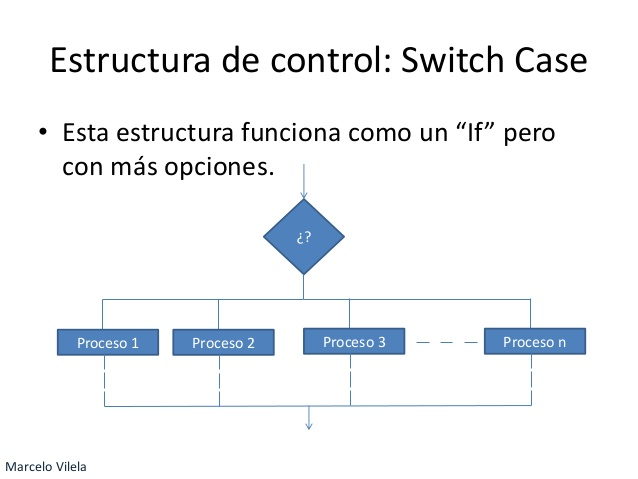 Estructura de control: Switch Case
• Esta estructura funciona como un “If” pero
con más opciones.
¿?
Proceso 1
Proceso 2
Proceso 3
Proceso n
Marcelo Vilela